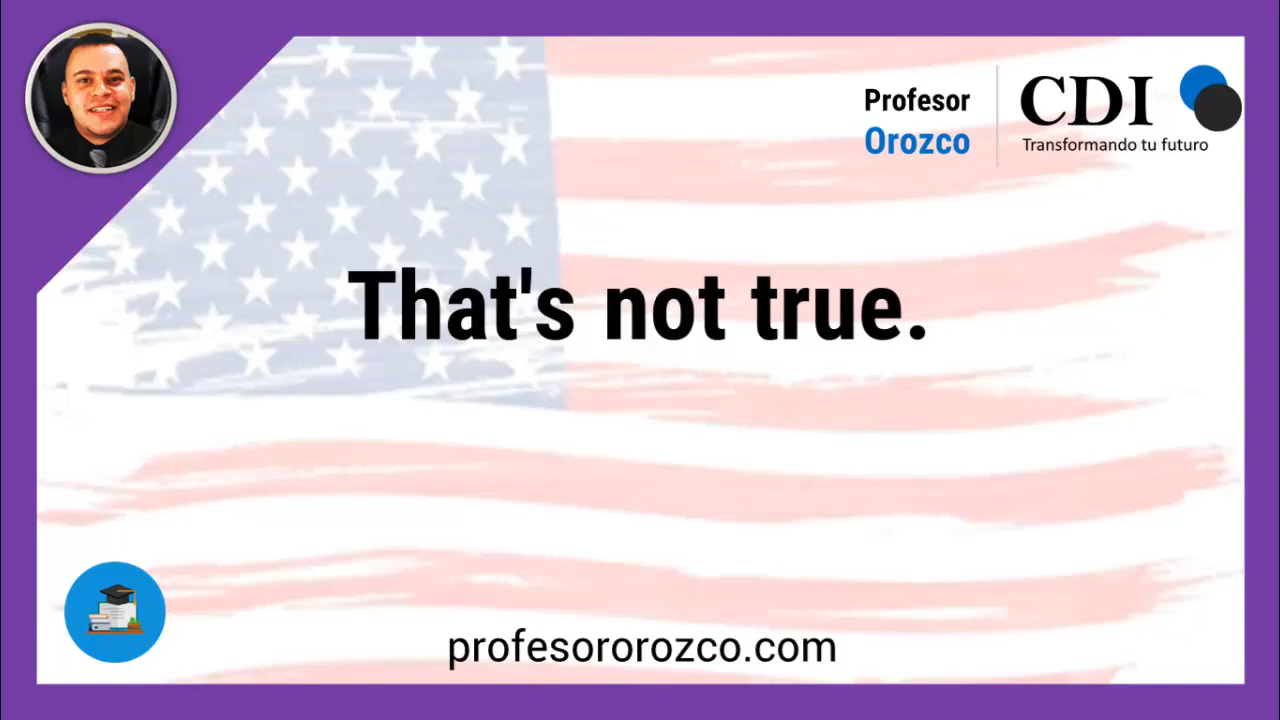 Profesor
Orozco
CDI
Transformando tu futuro
That's not true.
profesororozco.com